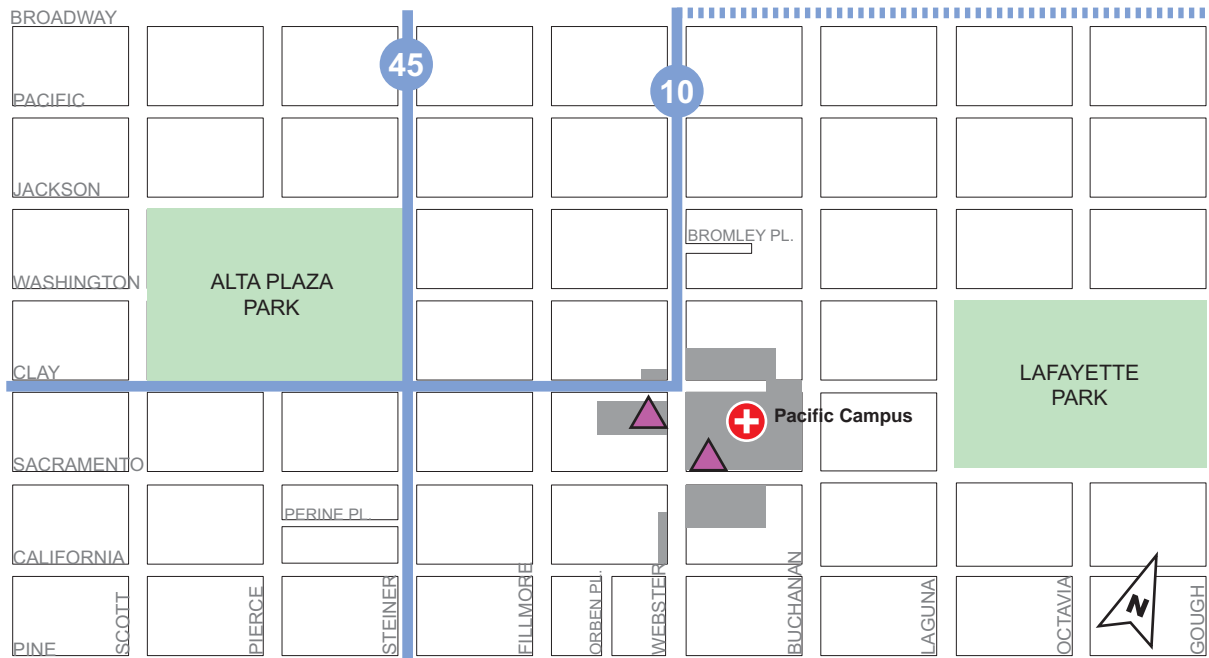 BROADWAY
45
10
PACIFIC
JACKSON
BROMLEY PL.
WASHINGTON
ALTA PLAZA
PARK
CLAY
LAFAYETTE
PARK
Pacific Campus
SACRAMENTO
PERINE PL.
CALIFORNIA
SCOTT
PIERCE
STEINER
FILLMORE
ORBEN PL.
WEBSTER
BUCHANAN
LAGUNA
OCTAVIA
N
GOUGH
PINE